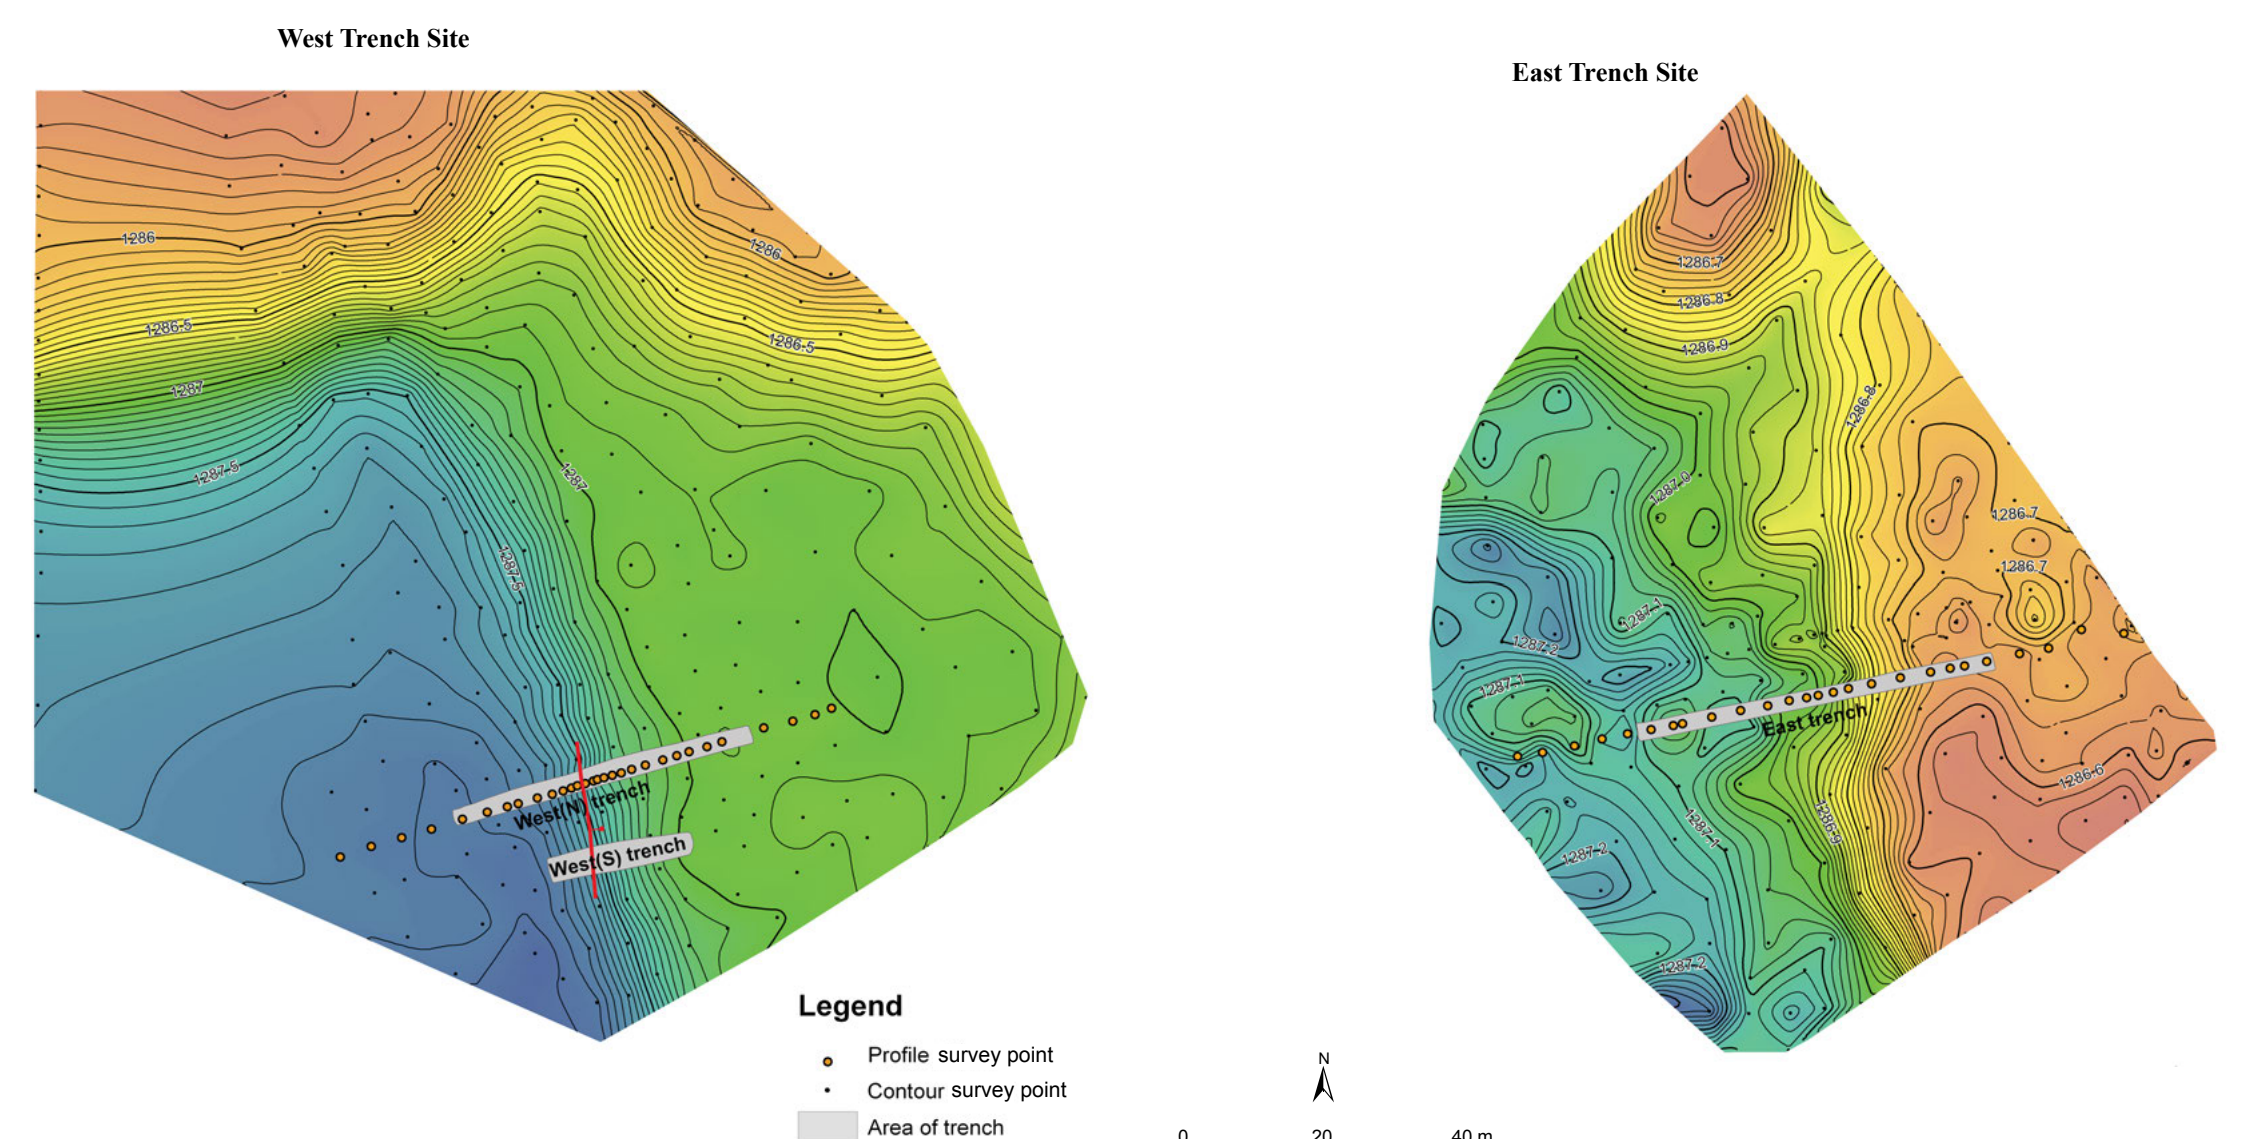 West Trench Site
East Trench Site
1286
1286
1286.5
1286.5
1287
1287.5
1287
1287.5
West(N) trench
West(S) trench
1286.7
1286.8
1286.9
1286.8
1287.0
1286.7
1286.7
1287.1
1287.2
1287.1
East trench
1286.6
1286.9
1287.1
1287.2
1287.2
Legend
Profile survey point
Contour survey point
Area of trench
N
0 20 40 m